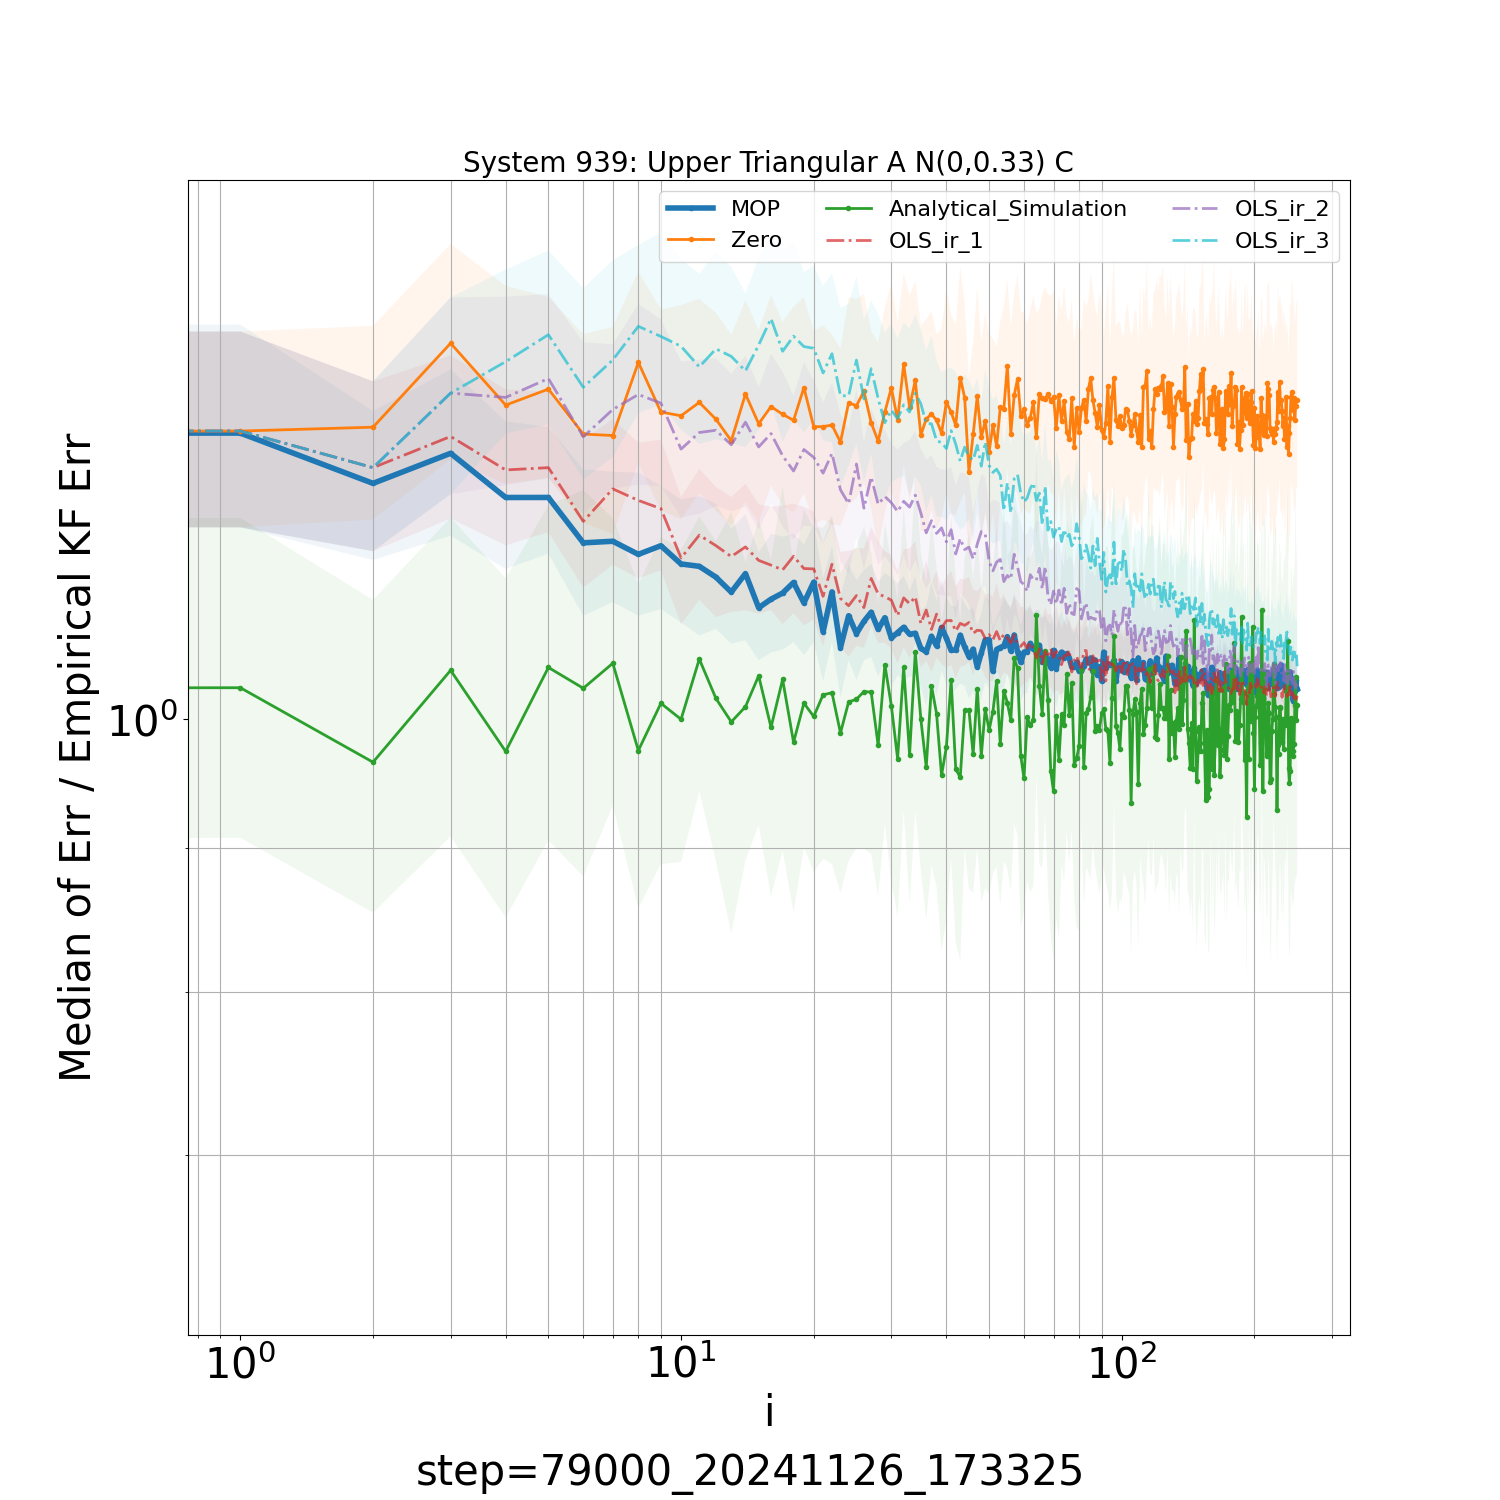 System 939: Upper Triangular A N(0,0.33) C
MOP
Zero
Analytical_Simulation
OLS_ir_1
OLS_ir_2
OLS_ir_3
Median of Err / Empirical KF Err
10⁰
10⁰
10¹
10²
i
step=79000_20241126_173325